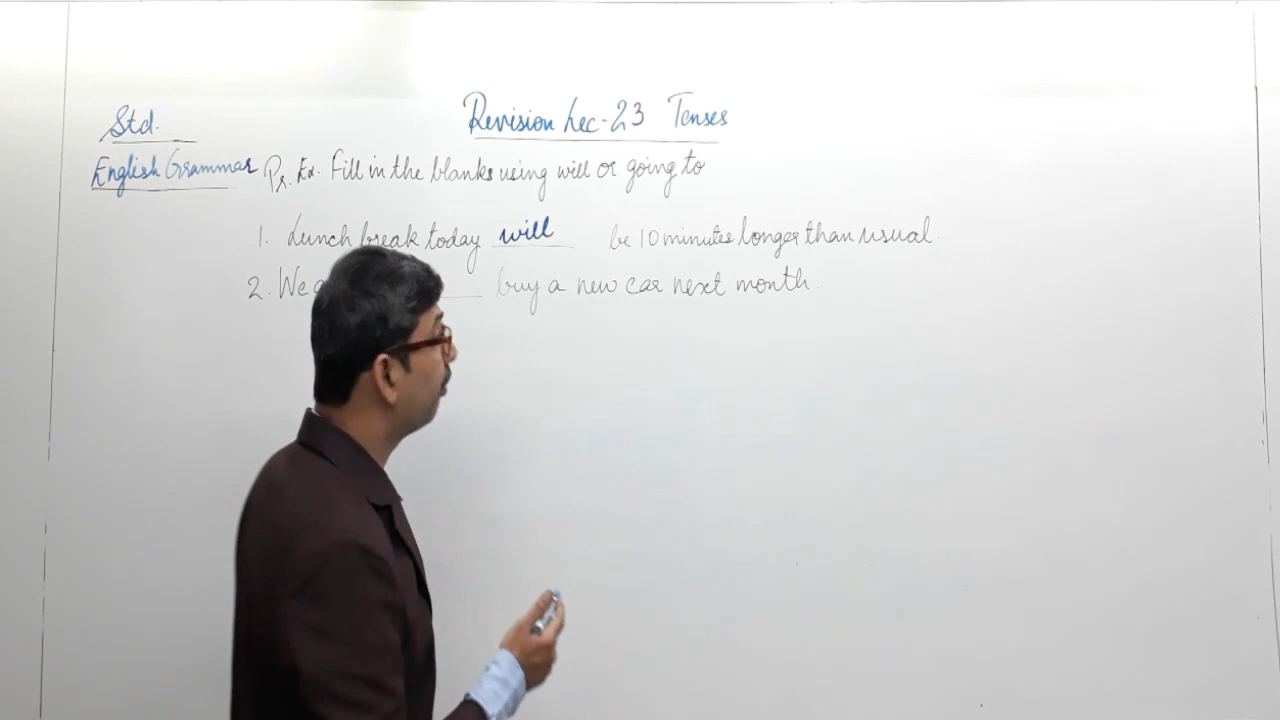 Std.
Revision Lec-23 Tenses
English Grammar
Pr. Ex. Fill in the blanks using will or going to
1. Lunch break today will be 10 minutes longer than usual.
2. We buy a new car next month.